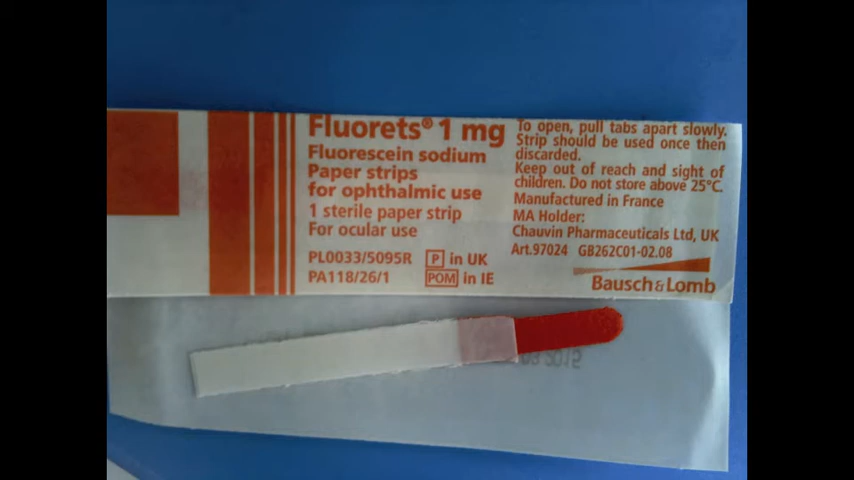 Fluorets® 1 mg
Fluorescein sodium
Paper strips
for ophthalmic use
1 sterile paper strip
For ocular use
PL0033/5095R P in UK
PA118/26/1 POM in IE
To open, pull tabs apart slowly.
Strip should be used once then
discarded.
Keep out of reach and sight of
children. Do not store above 25°C.
Manufactured in France
MA Holder:
Chauvin Pharmaceuticals Ltd, UK
Art.97024 GB262C01-02.08
Bausch & Lomb
2015